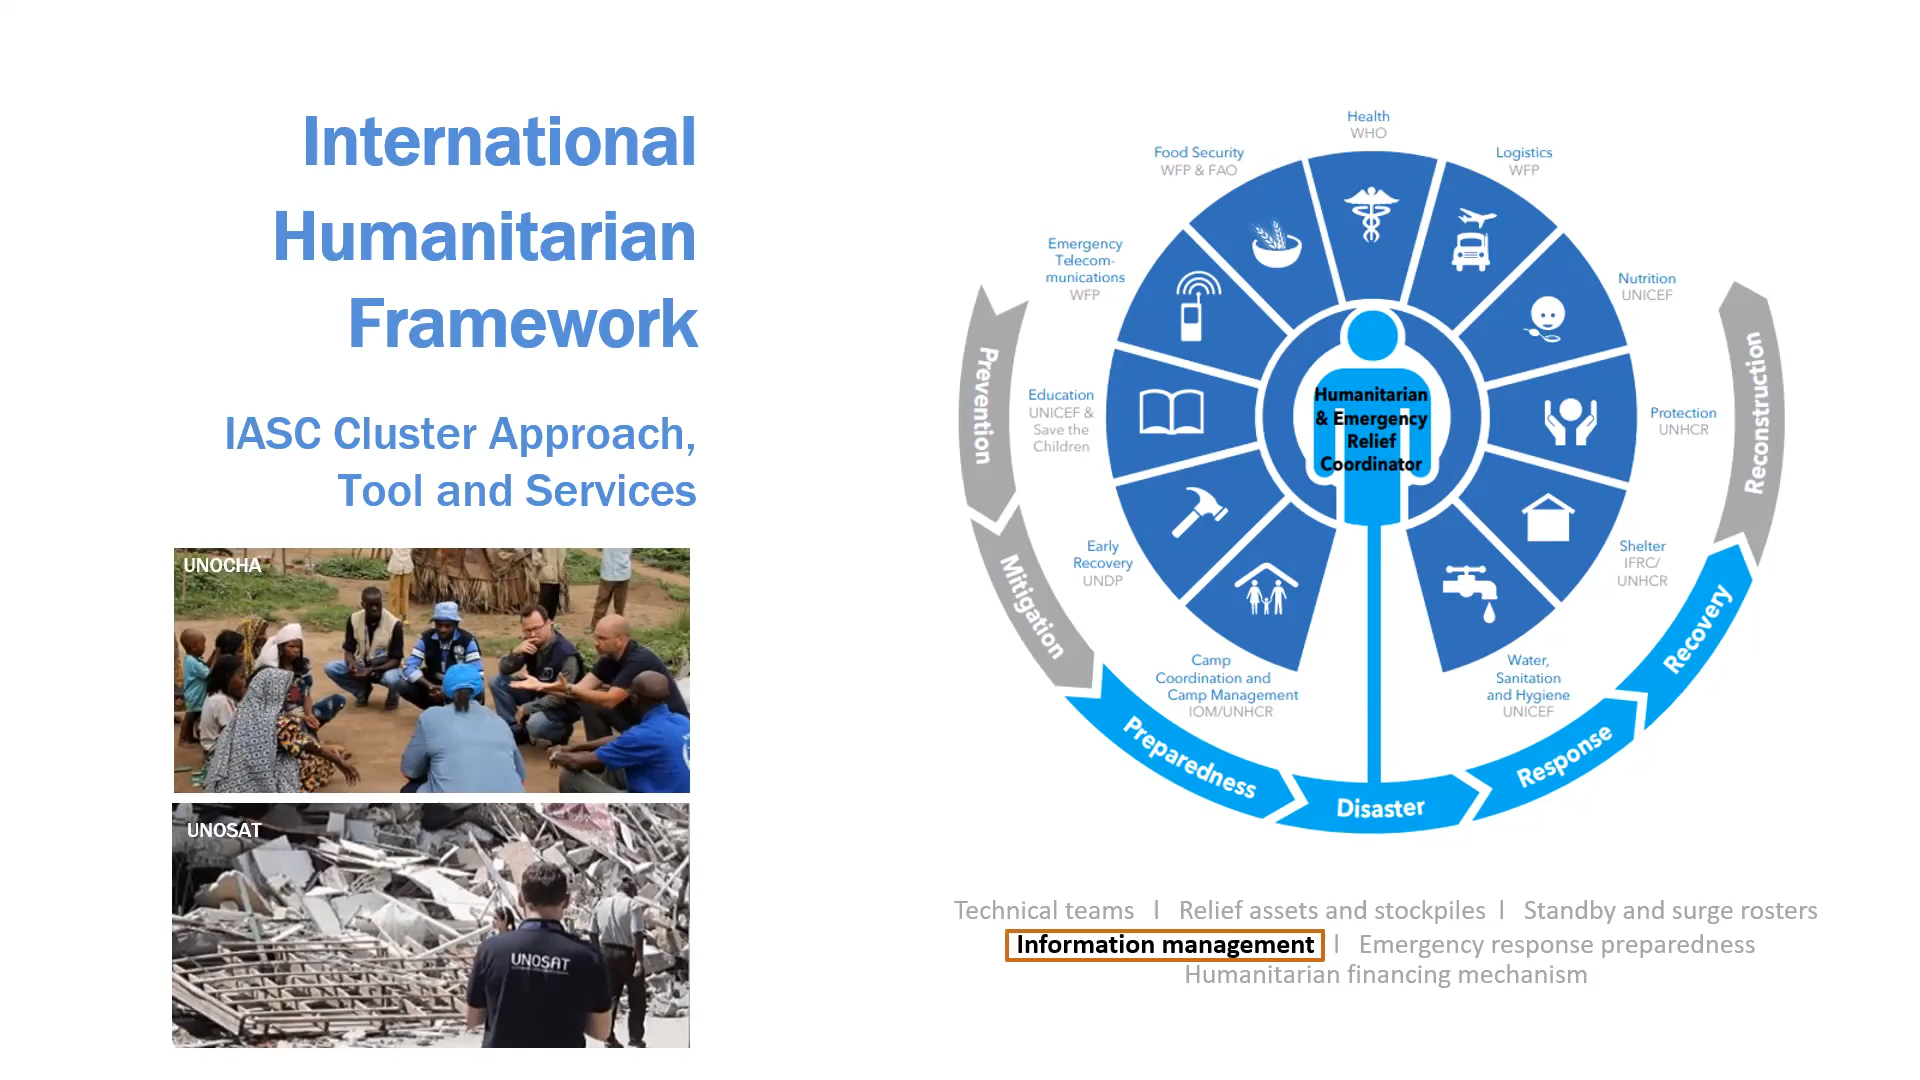 International
Humanitarian
Framework
IASC Cluster Approach,
Tool and Services
UNOCHA
UNOSAT
UNOSAT
Health
WHO
Food Security
WFP & FAO
Logistics
WFP
Emergency
Telecom-
munications
WFP
Nutrition
UNICEF
Education
UNICEF &
Save the
Children
Protection
UNHCR
Early
Recovery
UNDP
Shelter
IFRC/
UNHCR
Camp
Coordination and
Camp Management
IOM/UNHCR
Water,
Sanitation
and Hygiene
UNICEF
Humanitarian
& Emergency
Relief
Coordinator
Prevention
Mitigation
Preparedness
Disaster
Response
Recovery
Reconstruction
Technical teams | Relief assets and stockpiles | Standby and surge rosters
Information management | Emergency response preparedness
Humanitarian financing mechanism